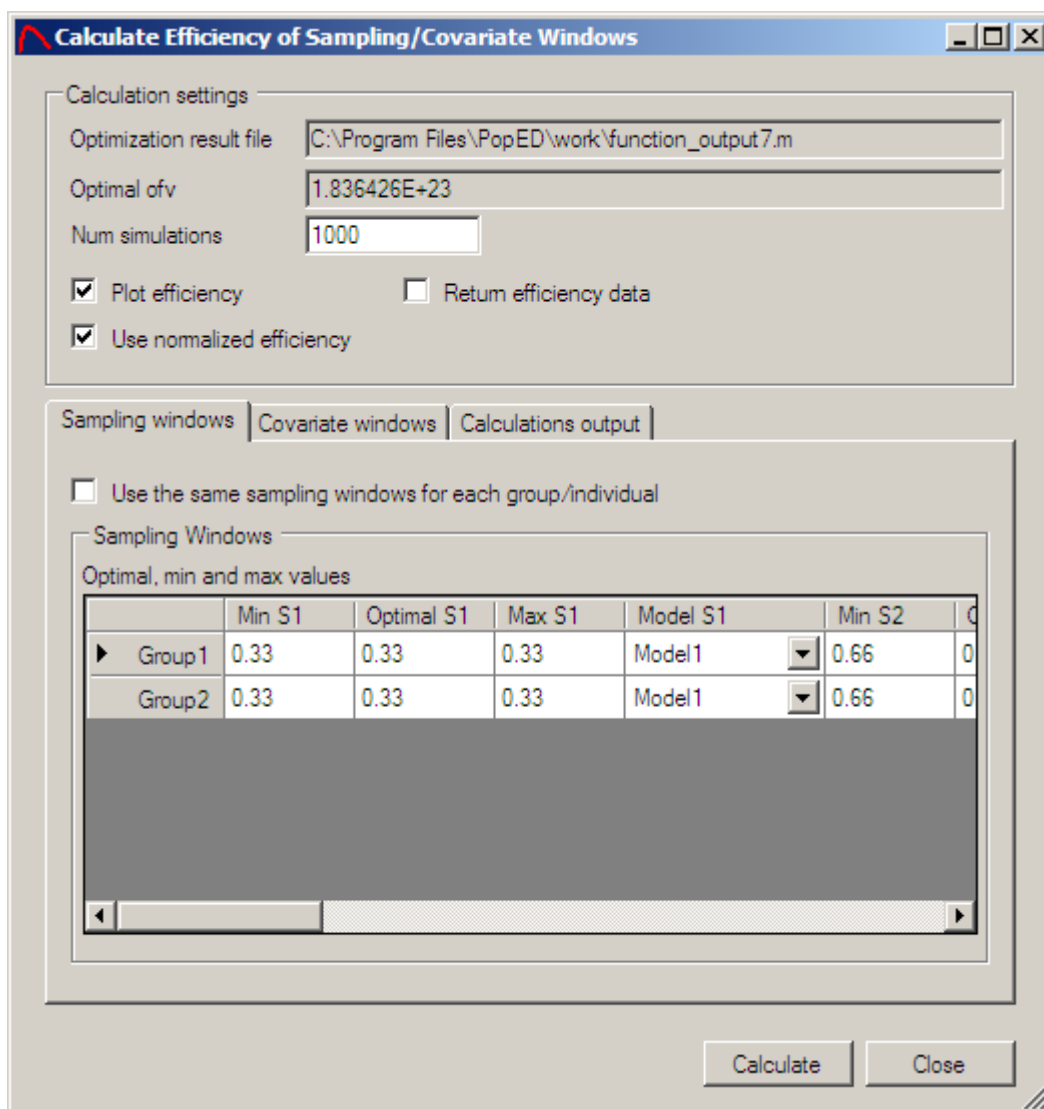 Calculate Efficiency of Sampling/Covariate Windows
Calculation settings
Optimization result file C:\Program Files\PopED\work\function_output7.m
Optimal ofv 1.836426E+23
Num simulations 1000
Plot efficiency Return efficiency data
Use normalized efficiency
Sampling windows Covariate windows Calculations output
Use the same sampling windows for each group/individual
Sampling Windows
Optimal, min and max values
Min S1 Optimal S1 Max S1 Model S1 Min S2
Group1 0.33 0.33 0.33 Model1 0.66 0
Group2 0.33 0.33 0.33 Model1 0.66 0
Calculate Close